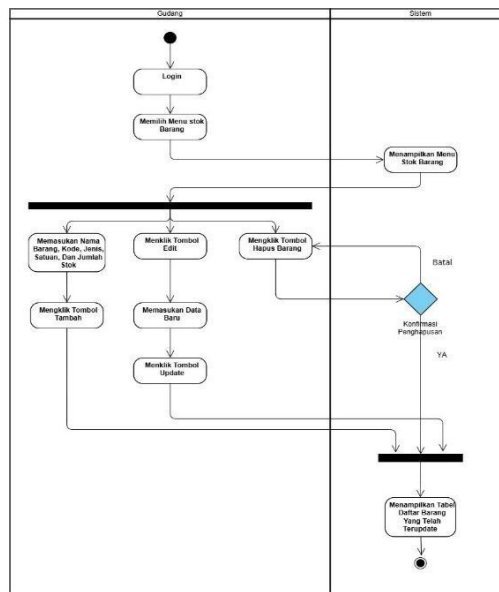 Gudang
Sistem
Login
Memilih Menu stok
Barang
Menampilkan Menu
Stok Barang
Memasukan Nama
Barang, Kode, Jenis,
Satuan, Dan Jumlah
Stok
Menklik Tombol
Edit
Mengklik Tombol
Hapus Barang
Batal
Mengklik Tombol
Tambah
Memasukan Data
Baru
Konfirmasi
Penghapusan
YA
Menklik Tombol
Update
Menampilkan Tabel
Daftar Barang
Yang Telah
Terupdate